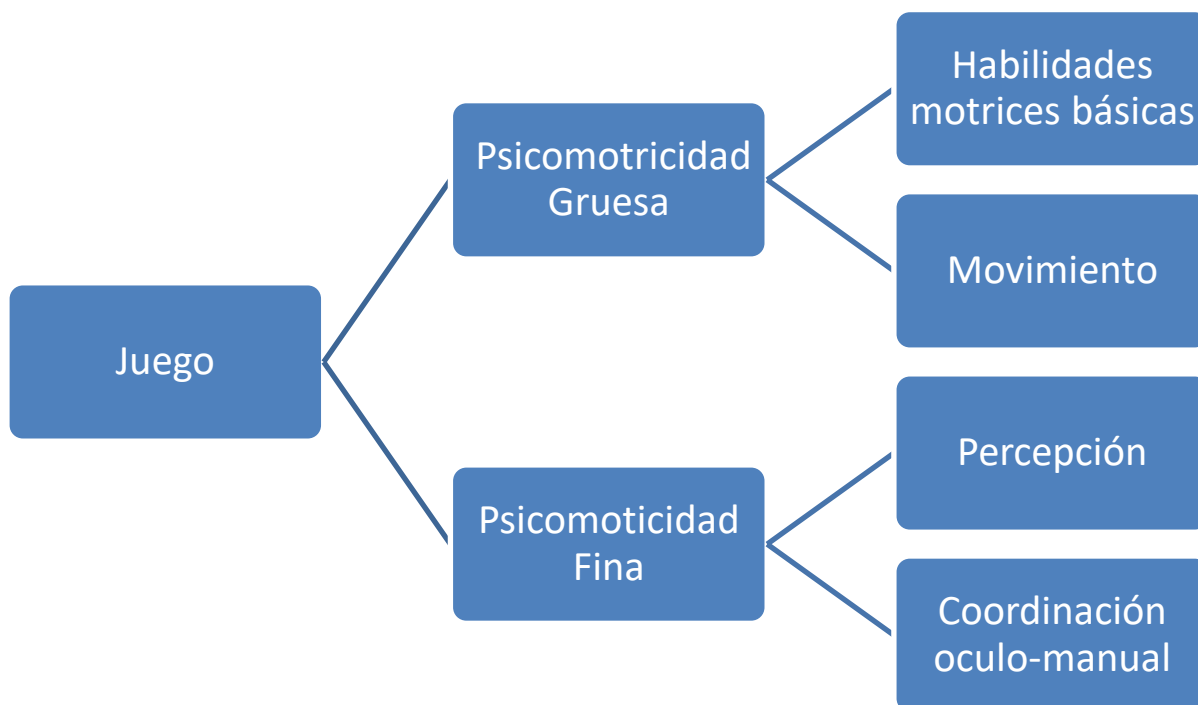 Juego
Psicomotricidad
Gruesa
Habilidades
motrices básicas
Movimiento
Psicomoticidad
Fina
Percepción
Coordinación
oculo-manual